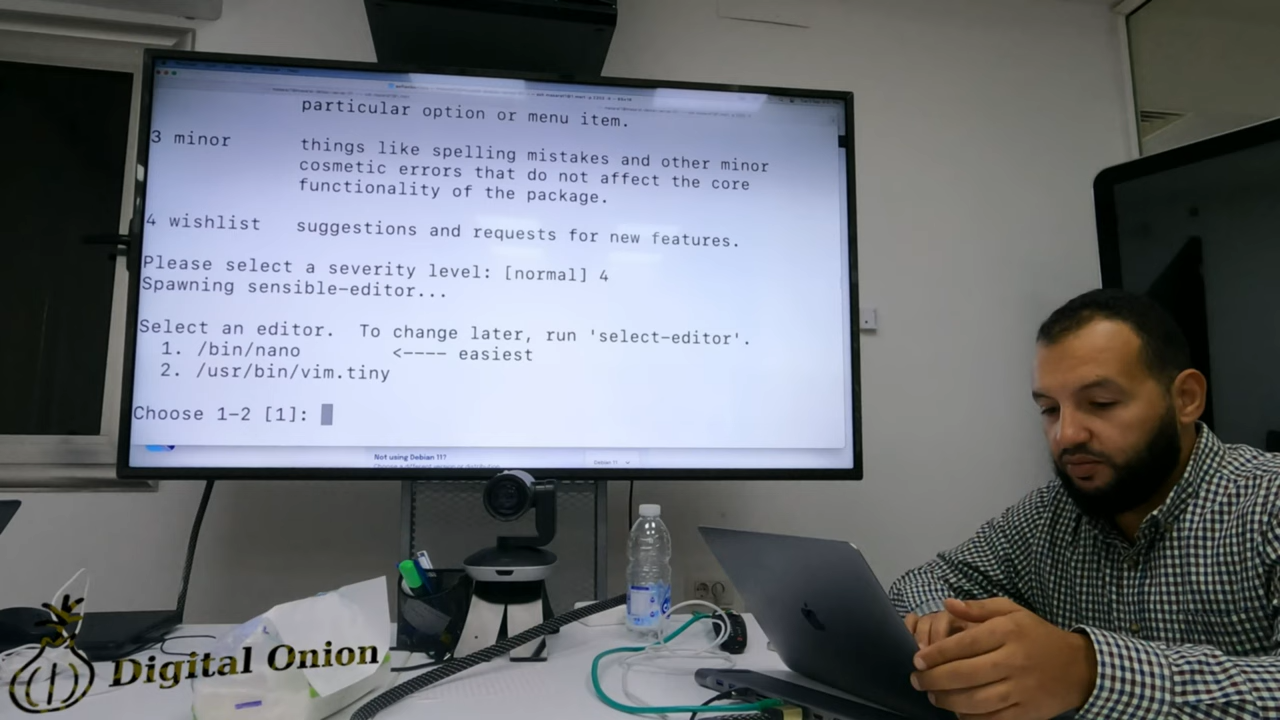 particular option or menu item.
3 minor things like spelling mistakes and other minor
cosmetic errors that do not affect the core
functionality of the package.
4 wishlist suggestions and requests for new features.
Please select a severity level: [normal] 4
Spawning sensible-editor...
Select an editor. To change later, run 'select-editor'.
1. /bin/nano <---- easiest
2. /usr/bin/vim.tiny
Choose 1-2 [1]:
Not using Debian 11?
Debian 11
Digital Onion